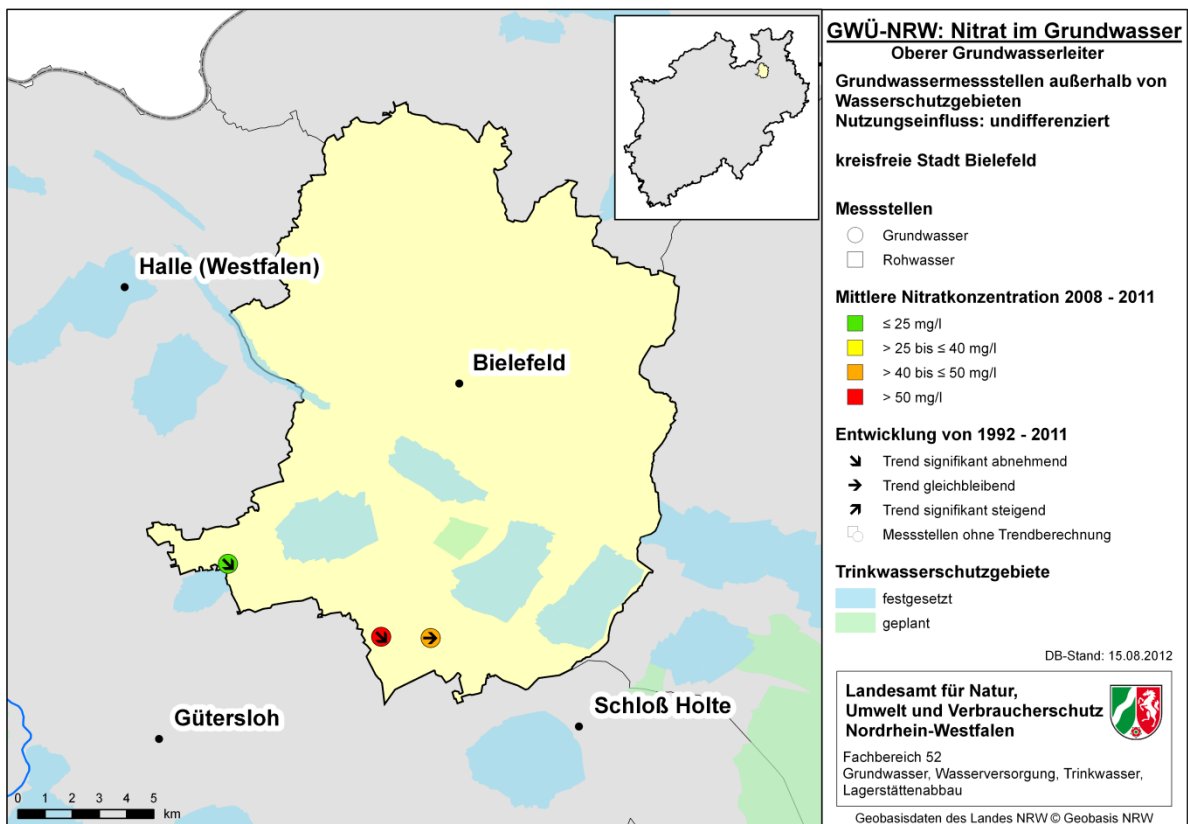 GWÜ-NRW: Nitrat im Grundwasser
Oberer Grundwasserleiter
Grundwassermessstellen außerhalb von
Wasserschutzgebieten
Nutzungseinfluss: undifferenziert
kreisfreie Stadt Bielefeld
Messstellen
Grundwasser
Rohwasser
Mittlere Nitratkonzentration 2008 - 2011
≤ 25 mg/l
> 25 bis ≤ 40 mg/l
> 40 bis ≤ 50 mg/l
> 50 mg/l
Entwicklung von 1992 - 2011
Trend signifikant abnehmend
Trend gleichbleibend
Trend signifikant steigend
Messstellen ohne Trendberechnung
Trinkwasserschutzgebiete
festgesetzt
geplant
DB-Stand: 15.08.2012
Landesamt für Natur,
Umwelt und Verbraucherschutz
Nordrhein-Westfalen
Fachbereich 52
Grundwasser, Wasserversorgung, Trinkwasser,
Lagerstättenabbau
Geobasisdaten des Landes NRW © Geobasis NRW
Halle (Westfalen)
Bielefeld
Gütersloh
Schloß Holte
0 1 2 3 4 5
km